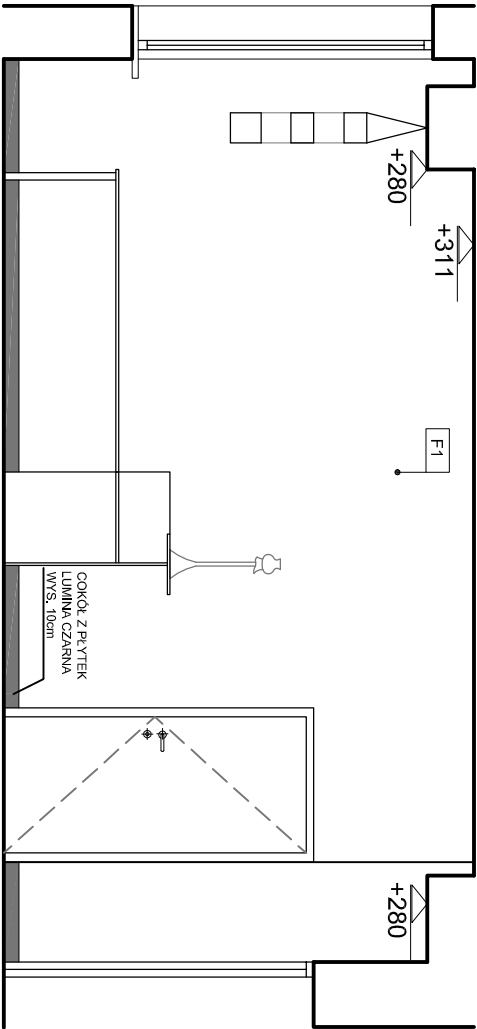 +280
+311
F1
COKÓŁ Z PŁYTEK
LUMINA CZARNA
WYS. 10cm
+280